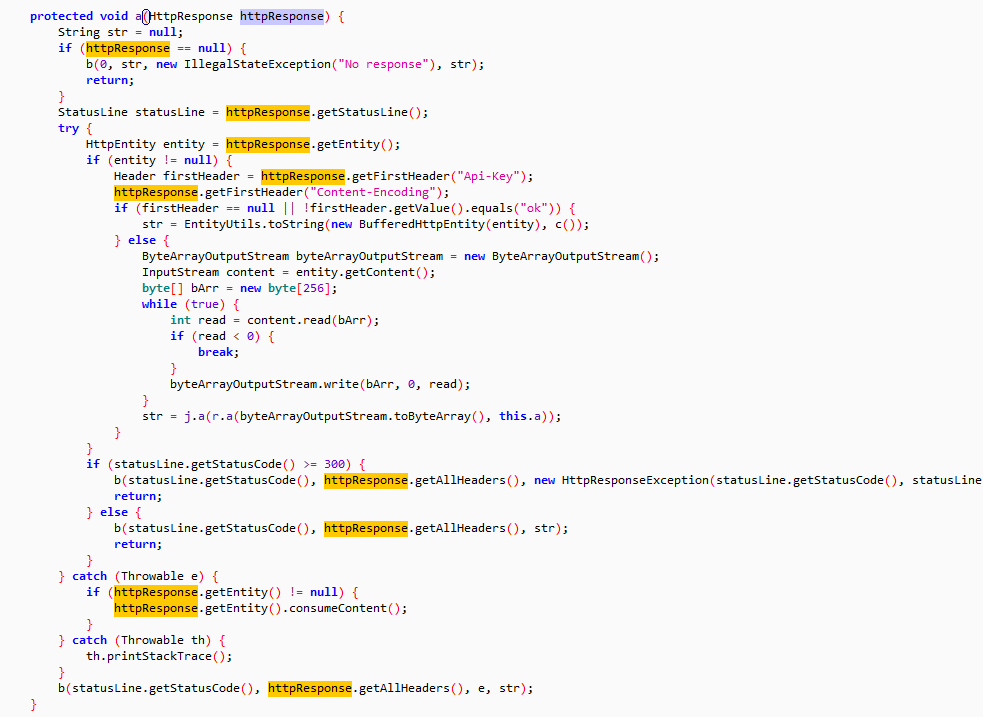 protected void a(HttpResponse httpResponse) {
String str = null;
if (httpResponse == null) {
b(0, str, new IllegalStateException("No response"), str);
return;
}
StatusLine statusLine = httpResponse.getStatusLine();
try {
HttpEntity entity = httpResponse.getEntity();
if (entity != null) {
Header firstHeader = httpResponse.getFirstHeader("Api-Key");
httpResponse.getFirstHeader("Content-Encoding");
if (firstHeader == null || !firstHeader.getValue().equals("ok")) {
str = EntityUtils.toString(new BufferedHttpEntity(entity), c());
} else {
ByteArrayOutputStream byteArrayOutputStream = new ByteArrayOutputStream();
InputStream content = entity.getContent();
byte[] bArr = new byte[256];
while (true) {
int read = content.read(bArr);
if (read < 0) {
break;
}
byteArrayOutputStream.write(bArr, 0, read);
}
str = j.a(r.a(byteArrayOutputStream.toByteArray(), this.a));
}
}
if (statusLine.getStatusCode() >= 300) {
b(statusLine.getStatusCode(), httpResponse.getAllHeaders(), new HttpResponseException(statusLine.getStatusCode(), statusLine
return;
} else {
b(statusLine.getStatusCode(), httpResponse.getAllHeaders(), str);
return;
}
} catch (Throwable e) {
if (httpResponse.getEntity() != null) {
httpResponse.getEntity().consumeContent();
}
} catch (Throwable th) {
th.printStackTrace();
}
b(statusLine.getStatusCode(), httpResponse.getAllHeaders(), e, str);
}